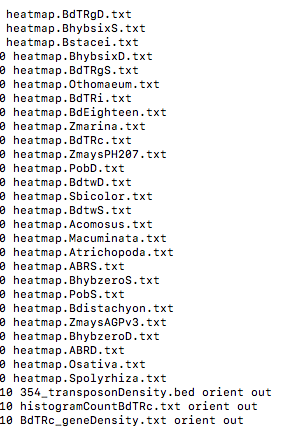 heatmap.BdTRgD.txt
heatmap.BhybsixS.txt
heatmap.Bstacei.txt
0 heatmap.BhybsixD.txt
0 heatmap.BdTRgS.txt
0 heatmap.Othomaeum.txt
0 heatmap.BdTRi.txt
0 heatmap.BdEighteen.txt
0 heatmap.Zmarina.txt
0 heatmap.BdTRc.txt
0 heatmap.ZmaysPH207.txt
0 heatmap.PobD.txt
0 heatmap.BdtwD.txt
0 heatmap.Sbicolor.txt
0 heatmap.BdtwS.txt
0 heatmap.Acomosus.txt
0 heatmap.Macuminata.txt
0 heatmap.Atrichopoda.txt
0 heatmap.ABRS.txt
0 heatmap.BhybzeroS.txt
0 heatmap.PobS.txt
0 heatmap.Bdistachyon.txt
0 heatmap.ZmaysAGPv3.txt
0 heatmap.BhybzeroD.txt
0 heatmap.ABRD.txt
0 heatmap.Osativa.txt
0 heatmap.Spolyrhiza.txt
10 354_transposonDensity.bed orient out
10 histogramCountBdTRc.txt orient out
10 BdTRc_geneDensity.txt orient out